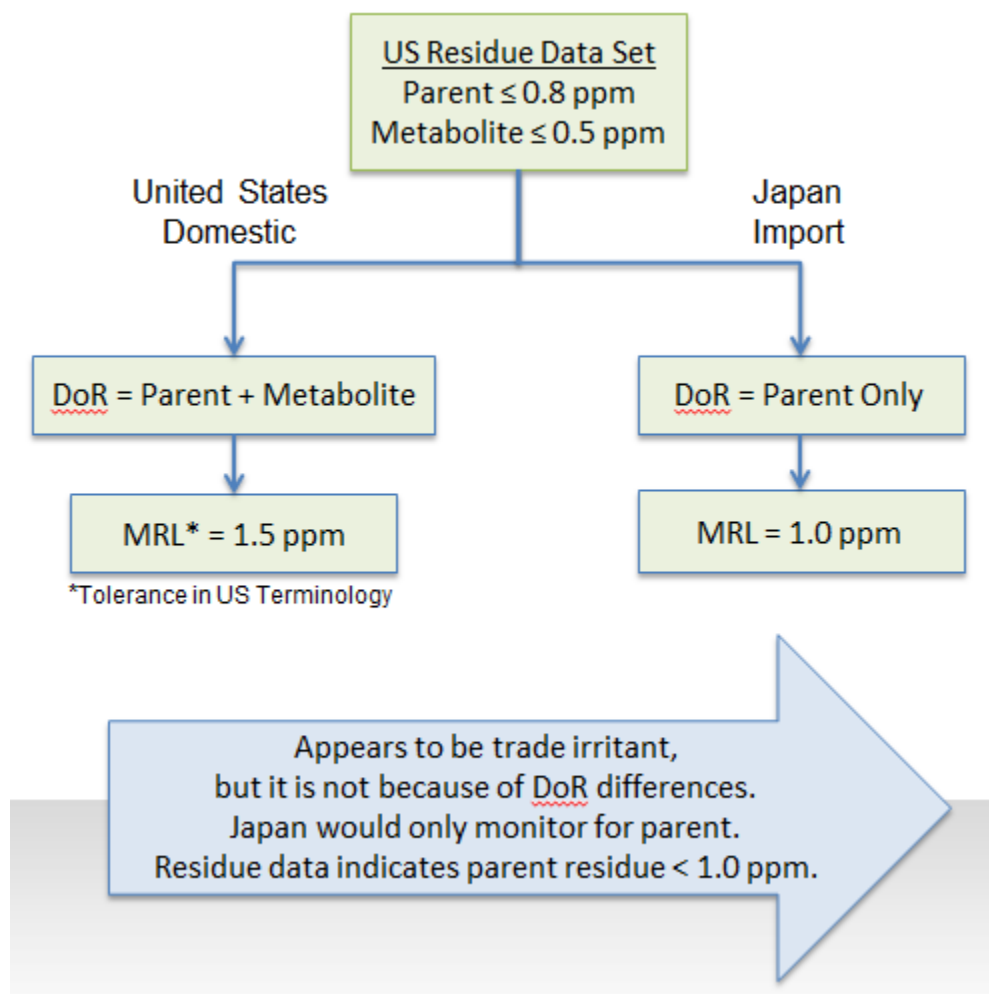 US Residue Data Set
Parent ≤ 0.8 ppm
Metabolite ≤ 0.5 ppm
United States
Domestic
Japan
Import
DoR = Parent + Metabolite
DoR = Parent Only
MRL* = 1.5 ppm
MRL = 1.0 ppm
*Tolerance in US Terminology
Appears to be trade irritant,
but it is not because of DoR differences.
Japan would only monitor for parent.
Residue data indicates parent residue < 1.0 ppm.